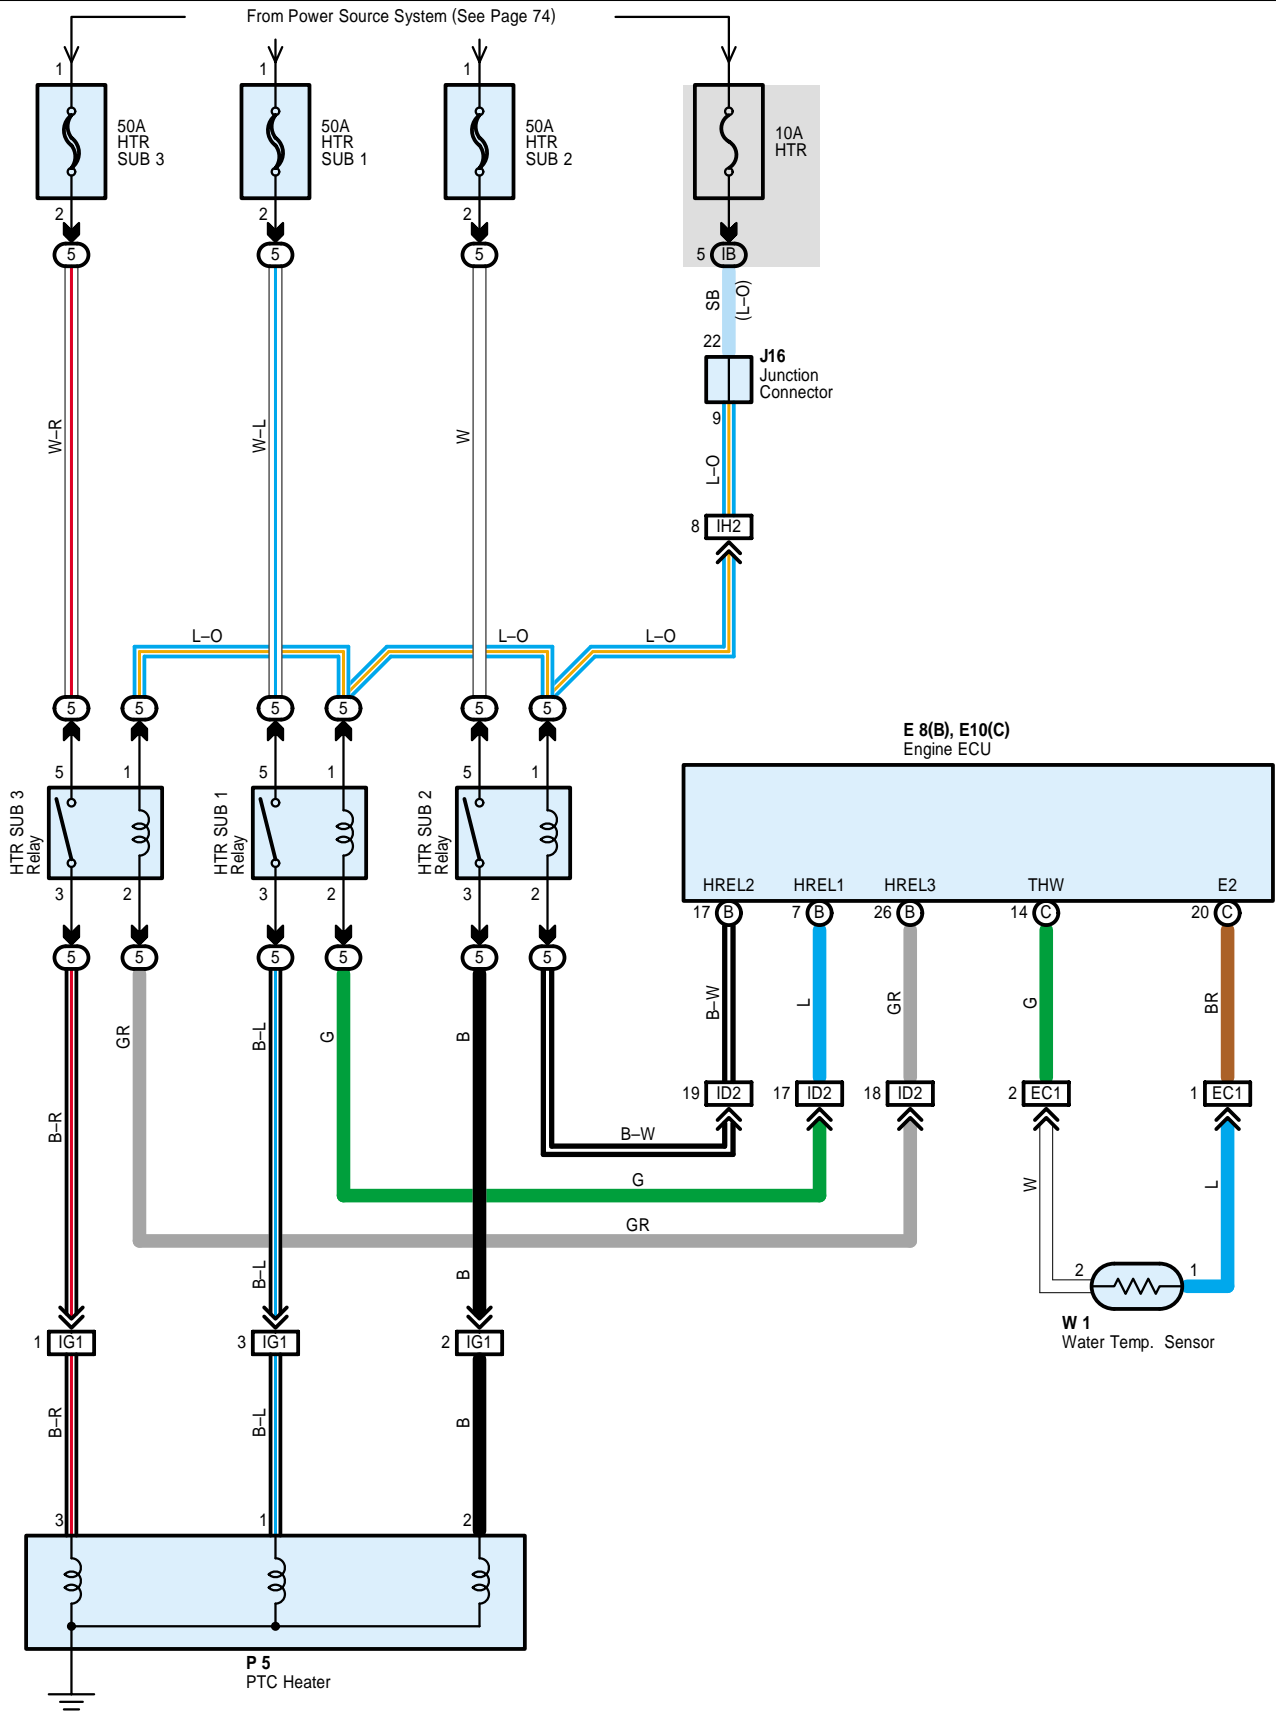 From Power Source System (See Page 74)
1
1
1
50A
HTR
SUB 3
50A
HTR
SUB 1
50A
HTR
SUB 2
10A
HTR
2
2
2
5
5
5
5 IB
SB
(L–O)
22
J16
Junction
Connector
9
W–R
W–L
W
L–O
8 IH2
L–O
L–O
L–O
5
5
5
5
5
5
E 8(B), E10(C)
Engine ECU
5
1
5
1
5
1
HTR SUB 3
Relay
HTR SUB 1
Relay
HTR SUB 2
Relay
3
2
3
2
3
2
HREL2
HREL1
HREL3
THW
E2
17 B
7 B
26 B
14 C
20 C
5
5
5
5
5
5
B–W
L
GR
G
BR
GR
B–L
G
B
19 ID2
17 ID2
18 ID2
2 EC1
1 EC1
B–R
B–W
G
W
L
GR
B–L
B
2
1
W 1
Water Temp. Sensor
1 IG1
3 IG1
2 IG1
B–R
B–L
B
3
1
2
P 5
PTC Heater